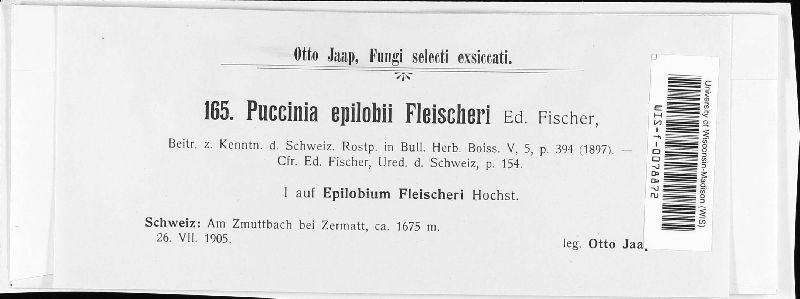 Otto Jaap, Fungi selecti exsiccati.
165. Puccinia epilobii Fleischeri Ed. Fischer,
Beitr. z. Kenntn. d. Schweiz. Rostp. in Bull. Herb. Boiss. V, 5, p. 394 (1897). —
Cfr. Ed. Fischer, Ured. d. Schweiz, p. 154.
I auf Epilobium Fleischeri Hochst.
Schweiz: Am Zmuttbach bei Zermatt, ca. 1675 m.
26. VII. 1905.
leg. Otto Jaa
University of Wisconsin-Madison (WIS)
WIS-f-0078872